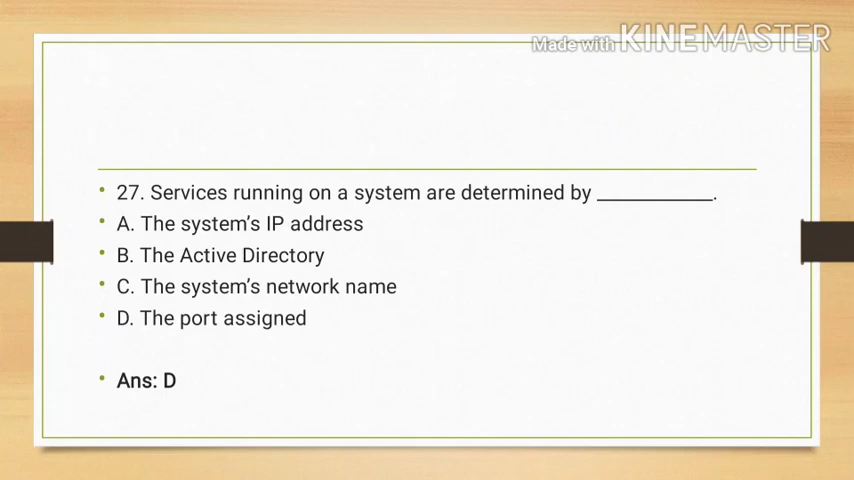 Made with KINEMASTER
• 27. Services running on a system are determined by ____________.
• A. The system’s IP address
• B. The Active Directory
• C. The system’s network name
• D. The port assigned
• Ans: D